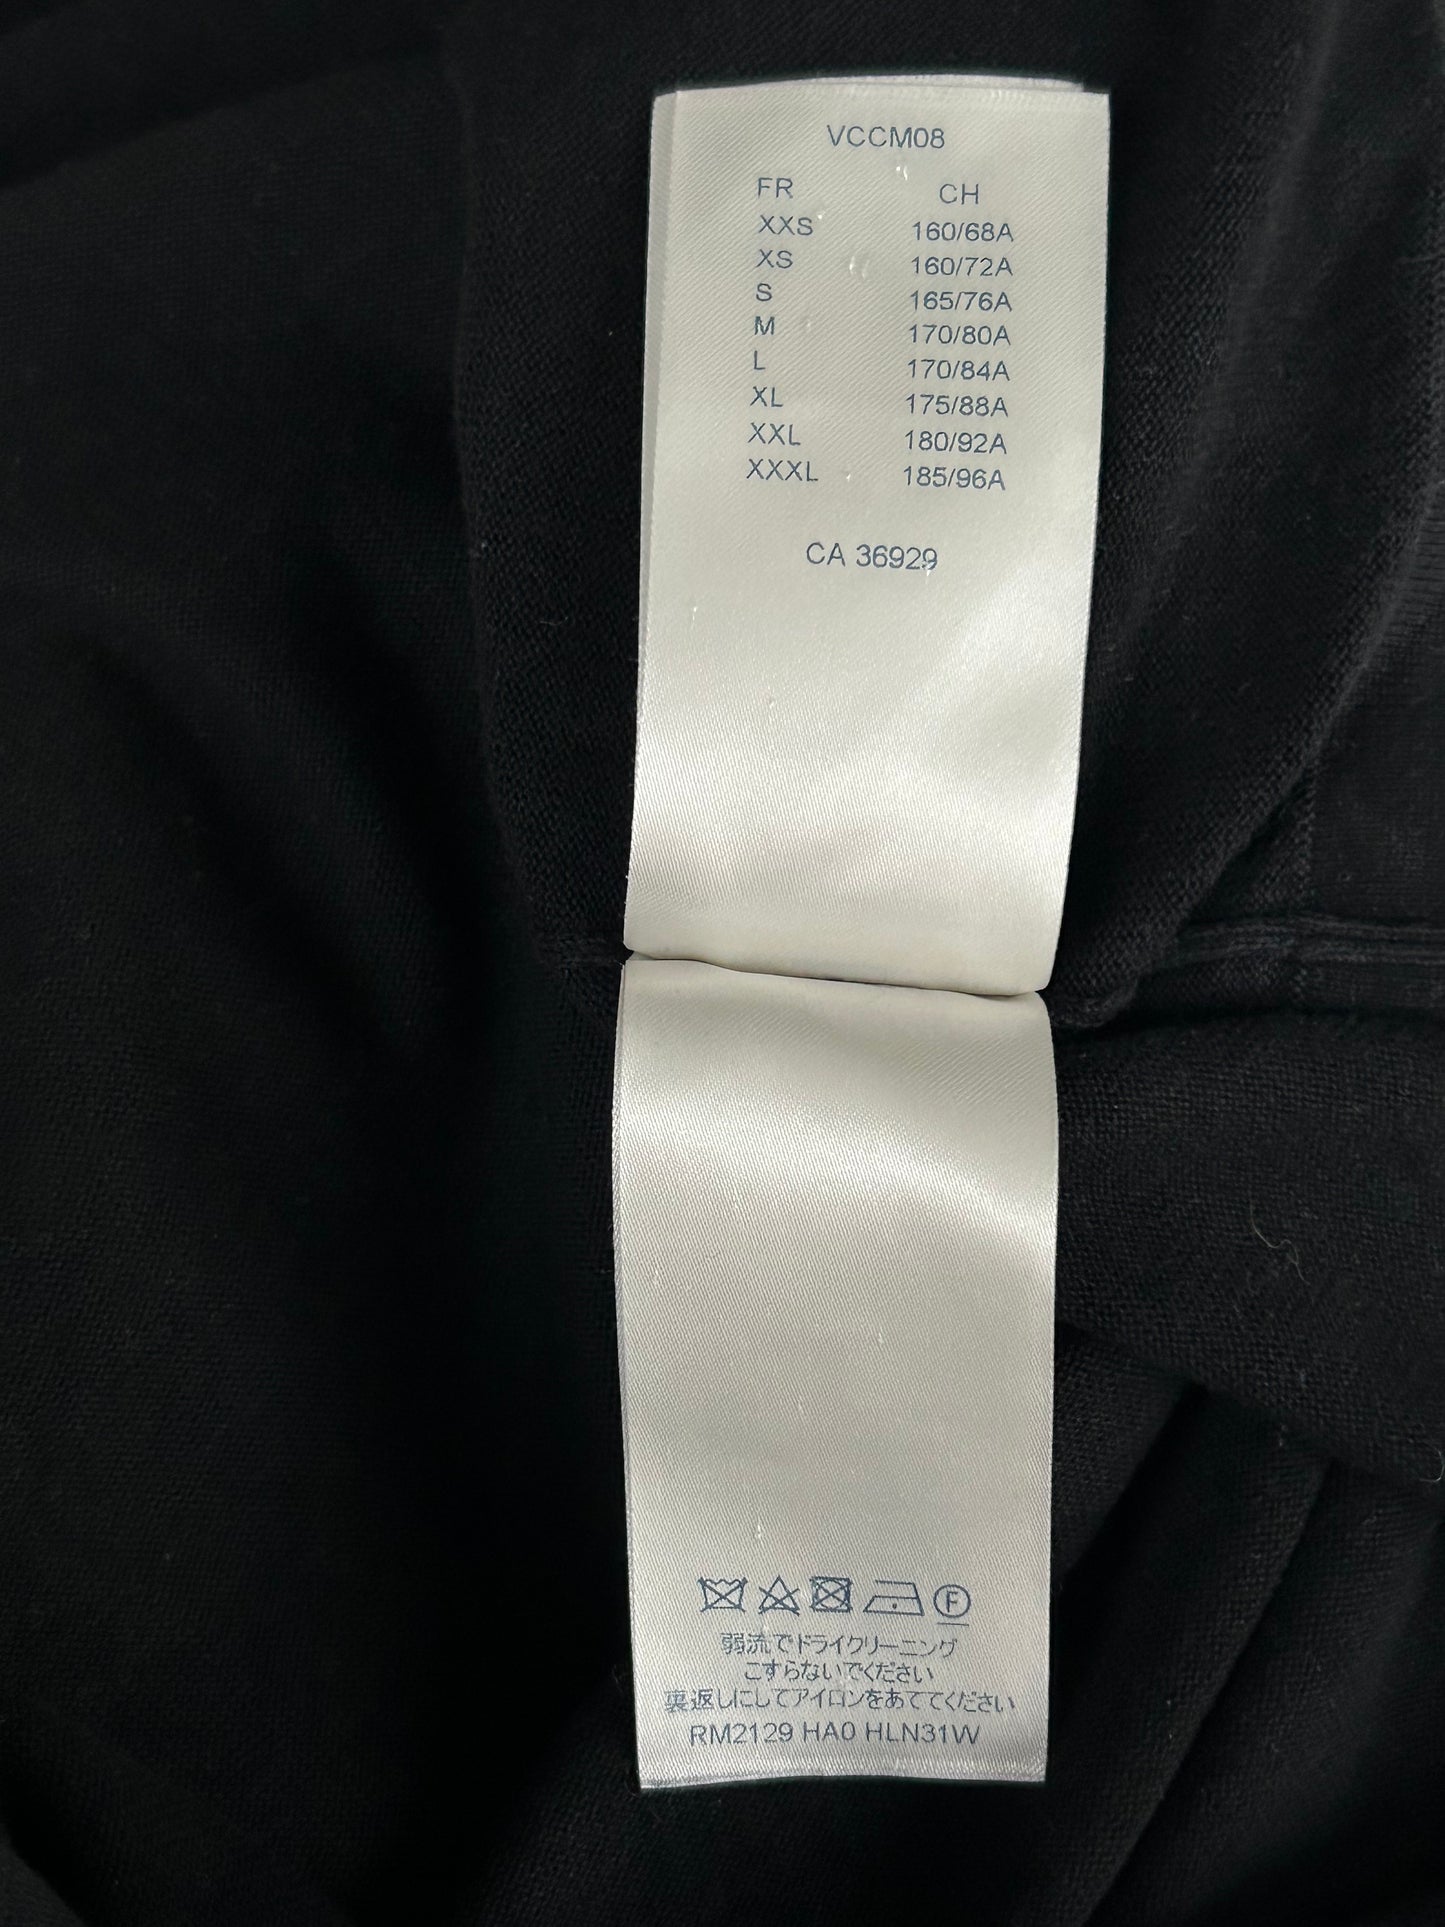 VCCM08
FR CH
XXS 160/68A
XS 160/72A
S 165/76A
M 170/80A
L 170/84A
XL 175/88A
XXL 180/92A
XXXL 185/96A
CA 36929
F
弱流でドライクリーニング
こすらないでください
裏返しにしてアイロンをあててください
RM2129 HA0 HLN31W